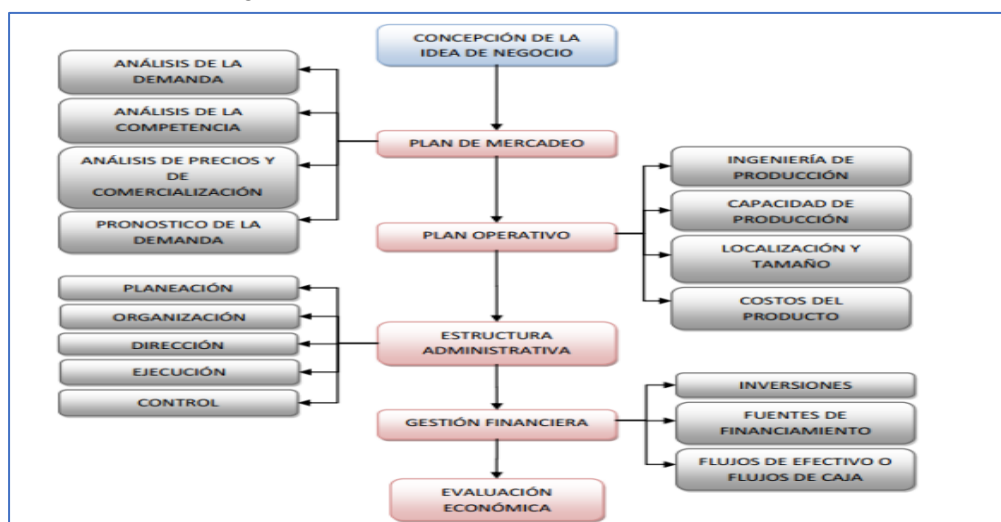 CONCEPCIÓN DE LA
IDEA DE NEGOCIO
ANÁLISIS DE LA
DEMANDA
ANÁLISIS DE LA
COMPETENCIA
ANÁLISIS DE PRECIOS Y
DE
COMERCIALIZACIÓN
PRONOSTICO DE LA
DEMANDA
PLAN DE MERCADEO
INGENIERÍA DE
PRODUCCIÓN
CAPACIDAD DE
PRODUCCIÓN
LOCALIZACIÓN Y
TAMAÑO
COSTOS DEL
PRODUCTO
PLAN OPERATIVO
PLANEACIÓN
ORGANIZACIÓN
DIRECCIÓN
EJECUCIÓN
CONTROL
ESTRUCTURA
ADMINISTRATIVA
GESTIÓN FINANCIERA
INVERSIONES
FUENTES DE
FINANCIAMIENTO
FLUJOS DE EFECTIVO O
FLUJOS DE CAJA
EVALUACIÓN
ECONÓMICA